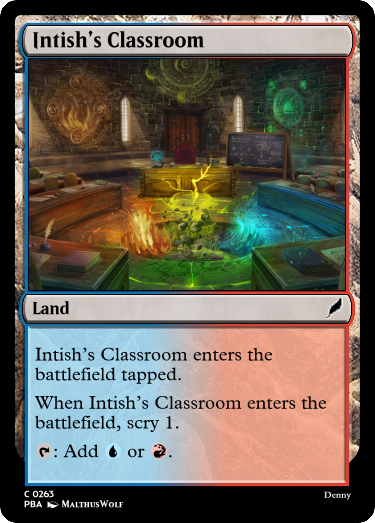 Intish's Classroom
Land
Intish's Classroom enters the
battlefield tapped.
When Intish's Classroom enters the
battlefield, scry 1.
: Add or .
C 0263
PBA MALTHUSWOLF
Denny